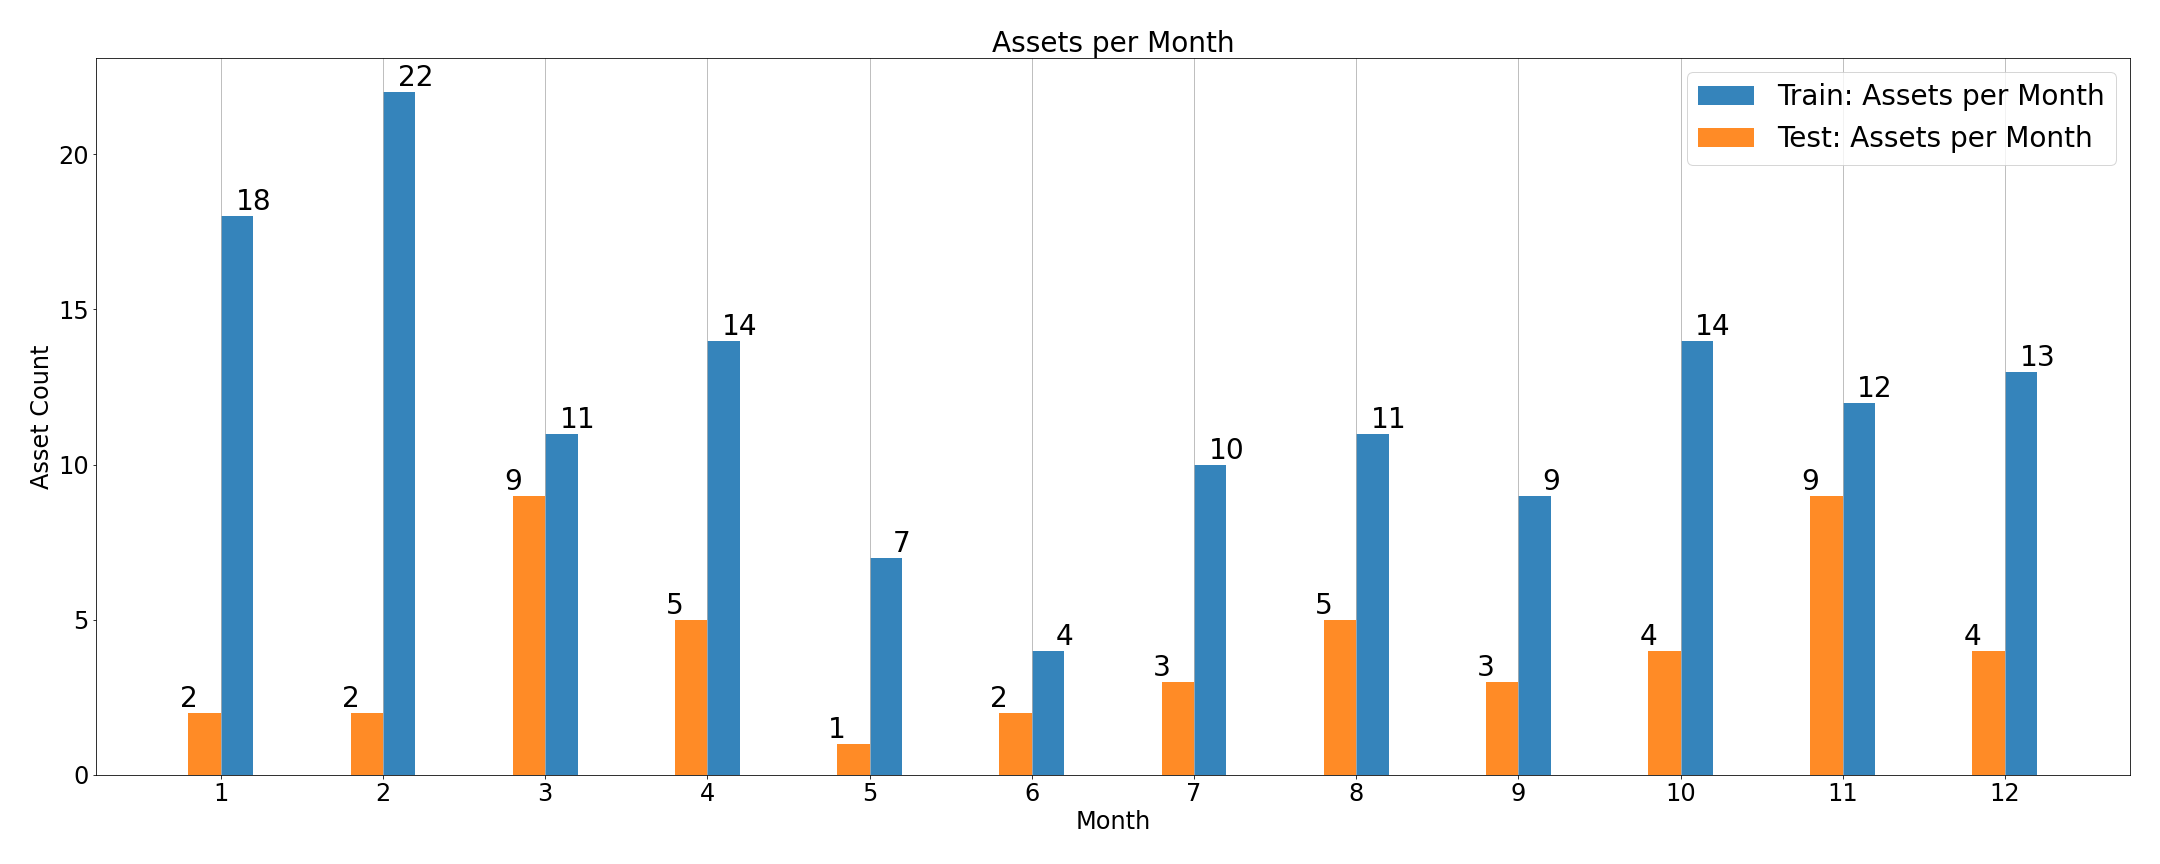 Assets per Month
Train: Assets per Month
Test: Assets per Month
Asset Count
20
15
10
5
0
2 18
2 22
9 11
5 14
1 7
2 4
3 10
5 11
3 9
4 14
9 12
4 13
1 2 3 4 5 6 7 8 9 10 11 12
Month